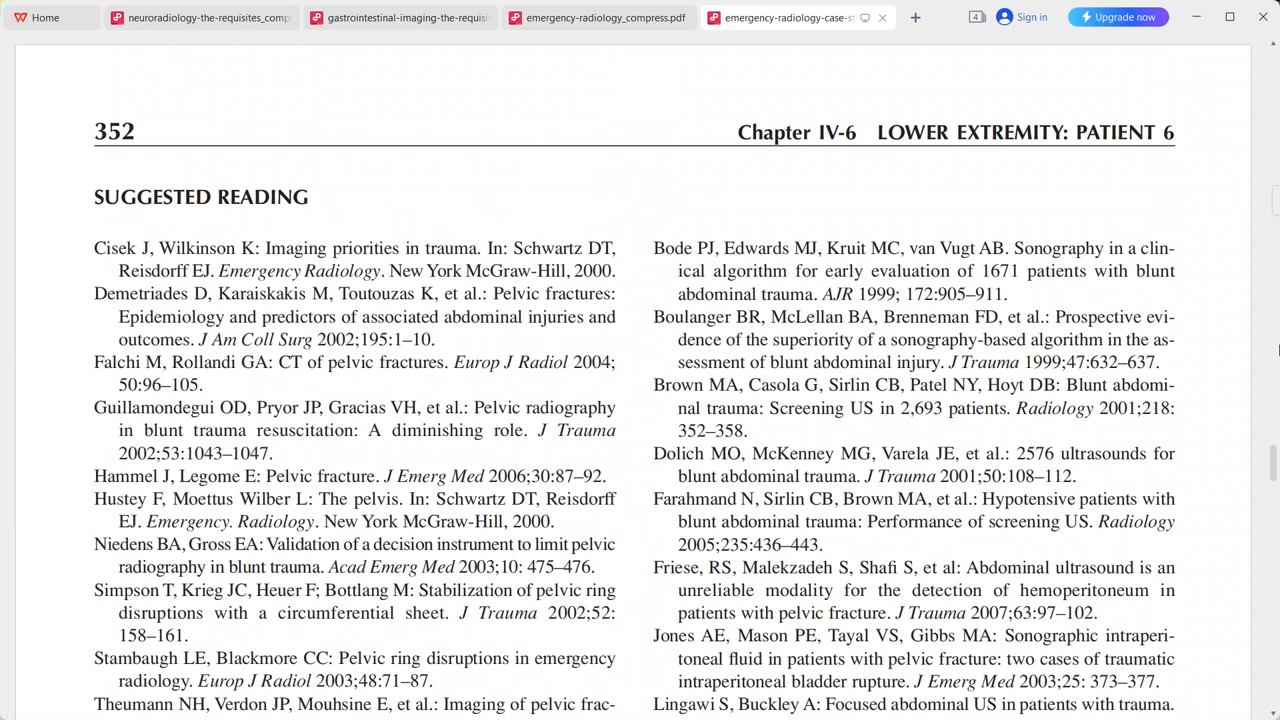 Home
neuroradiology-the-requisites_comp
gastrointestinal-imaging-the-requisit
emergency-radiology_compress.pdf
emergency-radiology-case-st
4
Sign in
Upgrade now
352
Chapter IV-6 LOWER EXTREMITY: PATIENT 6
SUGGESTED READING
Cisek J, Wilkinson K: Imaging priorities in trauma. In: Schwartz DT,
Reisdorff EJ. Emergency Radiology. New York McGraw-Hill, 2000.
Demetriades D, Karaiskakis M, Toutouzas K, et al.: Pelvic fractures:
Epidemiology and predictors of associated abdominal injuries and
outcomes. J Am Coll Surg 2002;195:1–10.
Falchi M, Rollandi GA: CT of pelvic fractures. Europ J Radiol 2004;
50:96–105.
Guillamondegui OD, Pryor JP, Gracias VH, et al.: Pelvic radiography
in blunt trauma resuscitation: A diminishing role. J Trauma
2002;53:1043–1047.
Hammel J, Legome E: Pelvic fracture. J Emerg Med 2006;30:87–92.
Hustey F, Moettus Wilber L: The pelvis. In: Schwartz DT, Reisdorff
EJ. Emergency. Radiology. New York McGraw-Hill, 2000.
Niedens BA, Gross EA: Validation of a decision instrument to limit pelvic
radiography in blunt trauma. Acad Emerg Med 2003;10: 475–476.
Simpson T, Krieg JC, Heuer F; Bottlang M: Stabilization of pelvic ring
disruptions with a circumferential sheet. J Trauma 2002;52:
158–161.
Stambaugh LE, Blackmore CC: Pelvic ring disruptions in emergency
radiology. Europ J Radiol 2003;48:71–87.
Theumann NH, Verdon JP, Mouhsine E, et al.: Imaging of pelvic frac-
Bode PJ, Edwards MJ, Kruit MC, van Vugt AB. Sonography in a clin-
ical algorithm for early evaluation of 1671 patients with blunt
abdominal trauma. AJR 1999; 172:905–911.
Boulanger BR, McLellan BA, Brenneman FD, et al.: Prospective evi-
dence of the superiority of a sonography-based algorithm in the as-
sessment of blunt abdominal injury. J Trauma 1999;47:632–637.
Brown MA, Casola G, Sirlin CB, Patel NY, Hoyt DB: Blunt abdomi-
nal trauma: Screening US in 2,693 patients. Radiology 2001;218:
352–358.
Dolich MO, McKenney MG, Varela JE, et al.: 2576 ultrasounds for
blunt abdominal trauma. J Trauma 2001;50:108–112.
Farahmand N, Sirlin CB, Brown MA, et al.: Hypotensive patients with
blunt abdominal trauma: Performance of screening US. Radiology
2005;235:436–443.
Friese, RS, Malekzadeh S, Shafi S, et al: Abdominal ultrasound is an
unreliable modality for the detection of hemoperitoneum in
patients with pelvic fracture. J Trauma 2007;63:97–102.
Jones AE, Mason PE, Tayal VS, Gibbs MA: Sonographic intraperi-
toneal fluid in patients with pelvic fracture: two cases of traumatic
intraperitoneal bladder rupture. J Emerg Med 2003;25: 373–377.
Lingawi S, Buckley A: Focused abdominal US in patients with trauma.